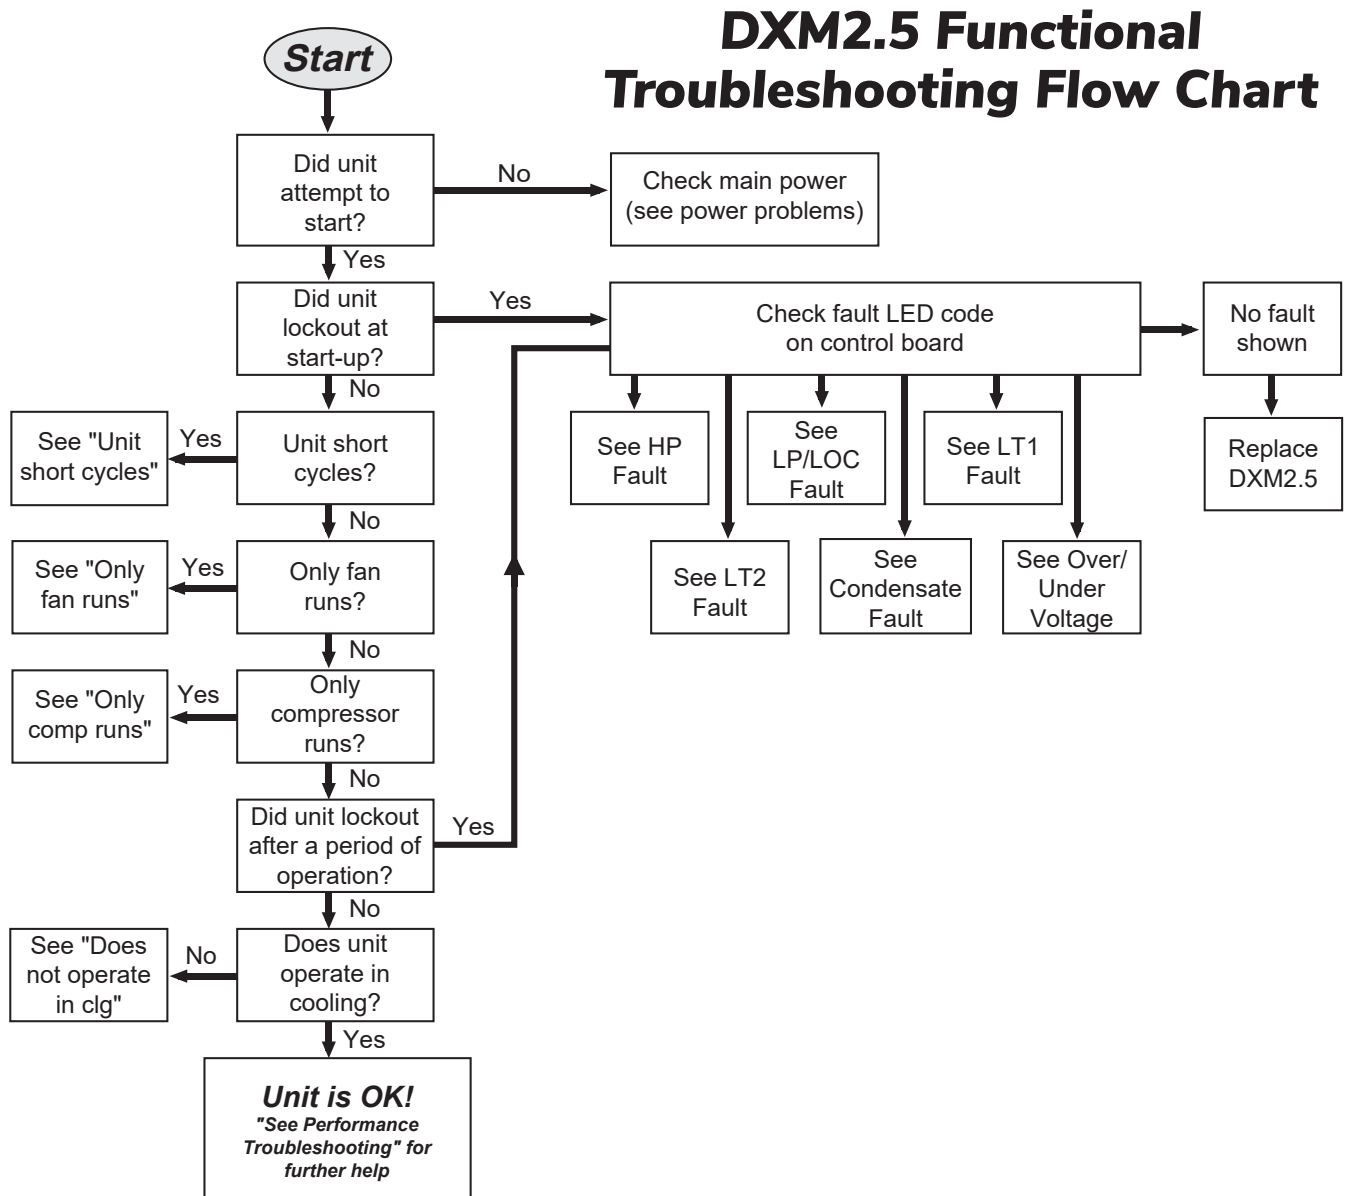 DXM2.5 Functional
Troubleshooting Flow Chart
Start
Did unit
attempt to
start?
No
Check main power
(see power problems)
Yes
Did unit
lockout at
start-up?
Yes
Check fault LED code
on control board
No fault
shown
No
See "Unit
short cycles"
Yes
Unit short
cycles?
See HP
Fault
See
LP/LOC
Fault
See LT1
Fault
Replace
DXM2.5
No
See "Only
fan runs"
Yes
Only fan
runs?
See LT2
Fault
See
Condensate
Fault
See Over/
Under
Voltage
No
See "Only
comp runs"
Yes
Only
compressor
runs?
No
Did unit lockout
after a period of
operation?
Yes
No
See "Does
not operate
in clg"
No
Does unit
operate in
cooling?
Yes
Unit is OK!
"See Performance
Troubleshooting" for
further help